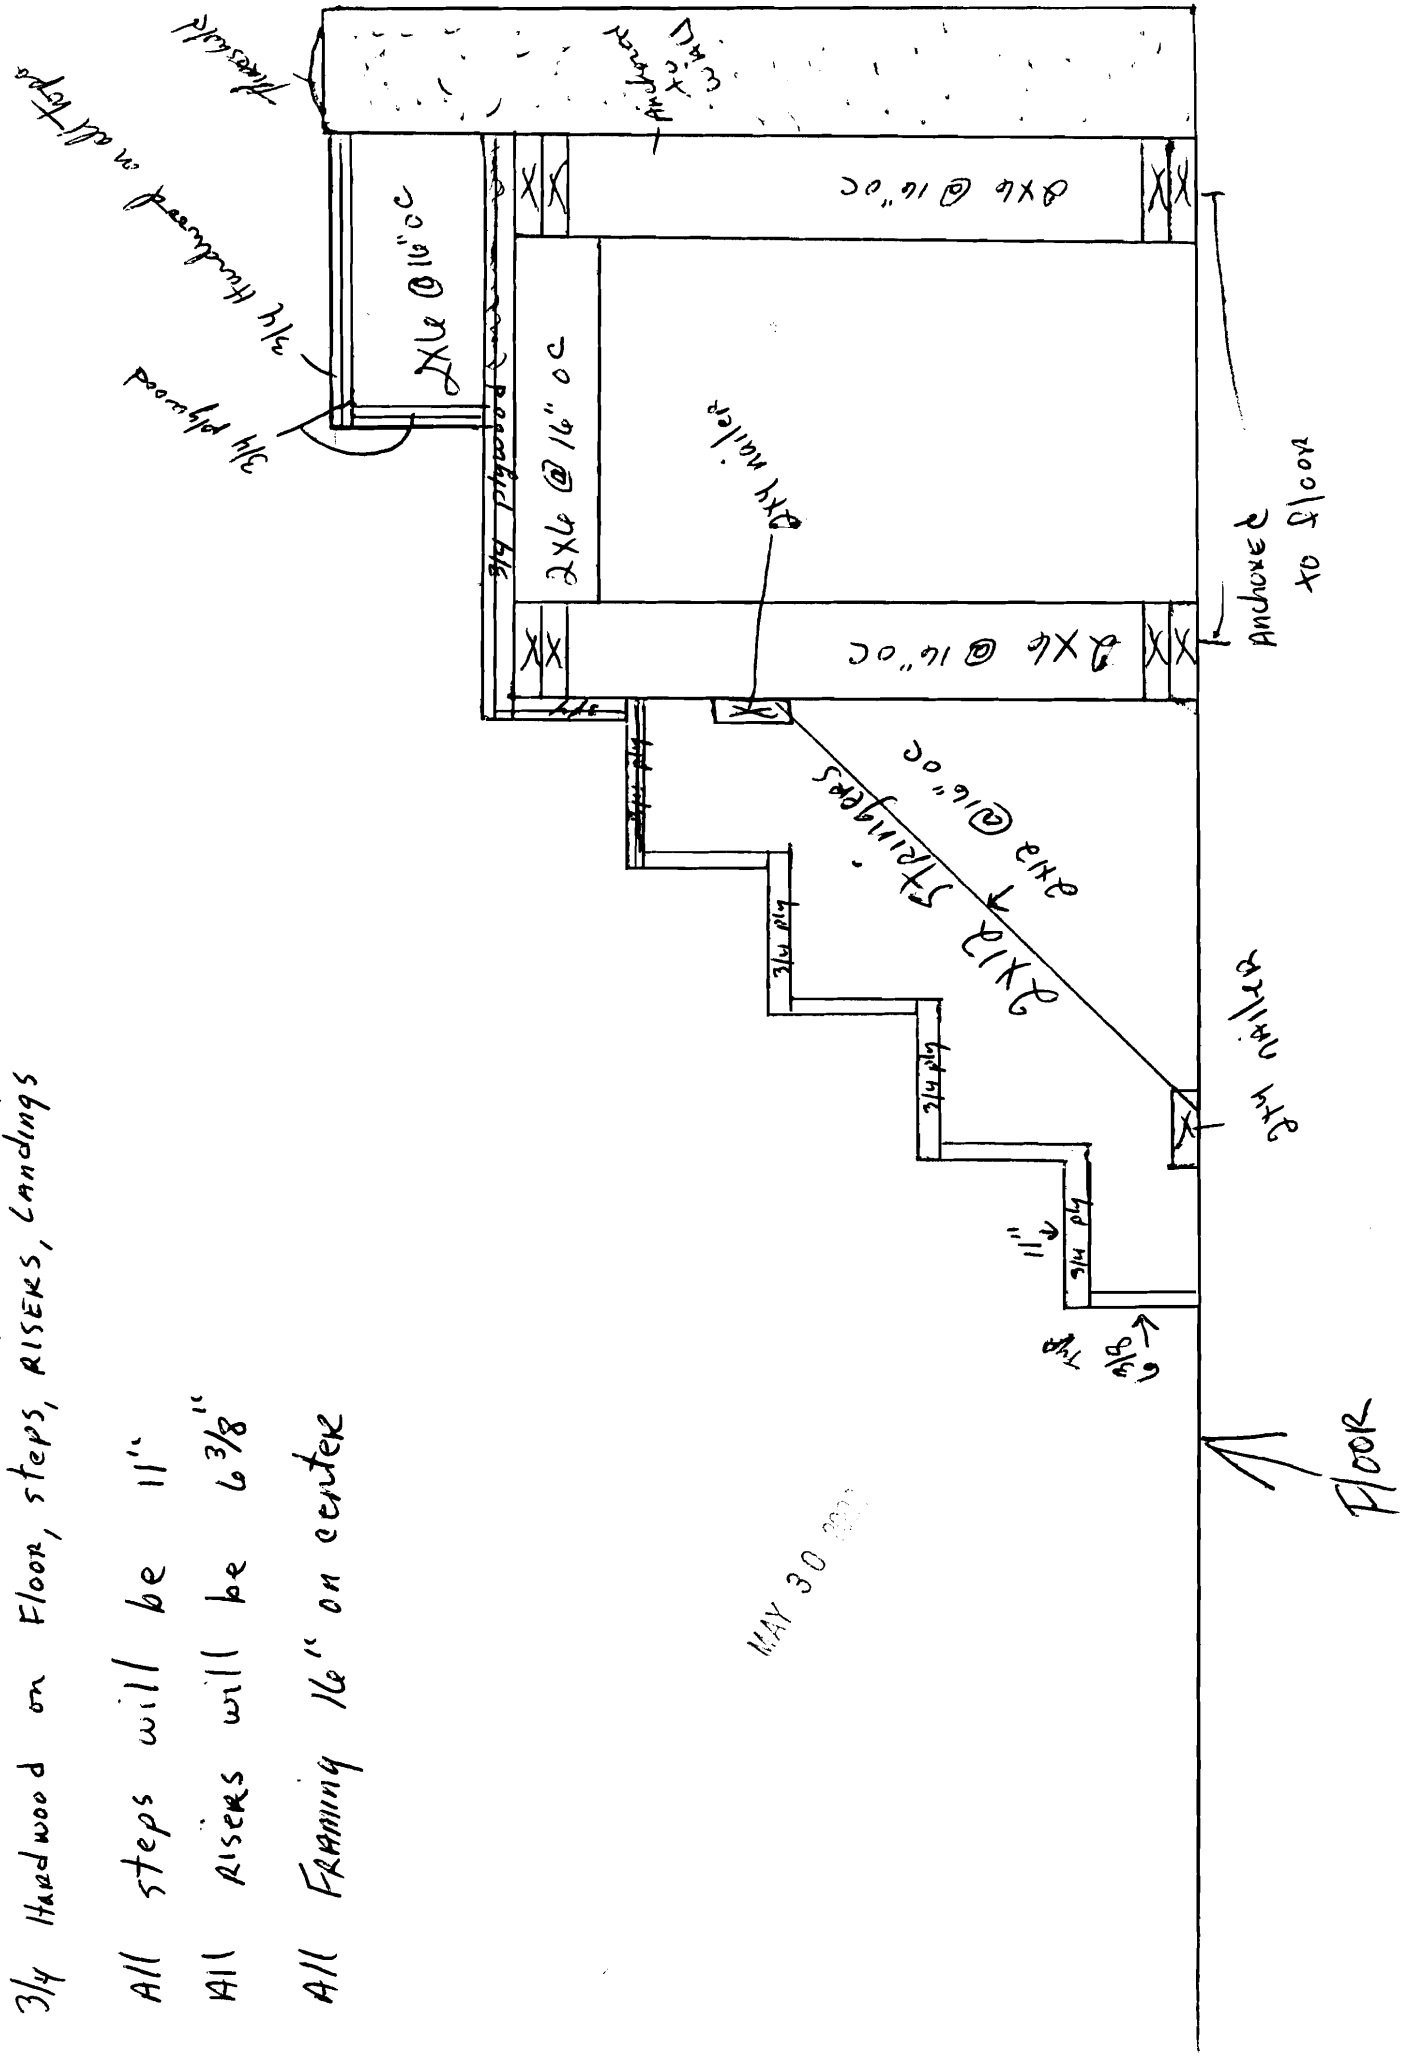 3/4 Hardwood on Floor, steps, RISERS, LAndings
All steps will be 11"
All RISERS will be 6 3/8"
All FRAMING 16" on centeR
Threshold
3/4 Hardwood on all Tops
3/4 plywood
2x6 @ 16" OC
Anchored
to
WALL
3/4 plywood
2x6 @ 16" OC
X
X
X
X
2x6 @ 16" OC
2x6 @ 16" OC
X
X
X
X
2x4 nailer
X
3/4
3/4 ply
3/4 ply
3/4 ply
3/4 ply
2x12 STRINgeRS
2x12 @ 16" OC
11"
Typ
6 3/8
X
2x4 nAileR
AnchoReD
to flooR
FlooR
MAY 30